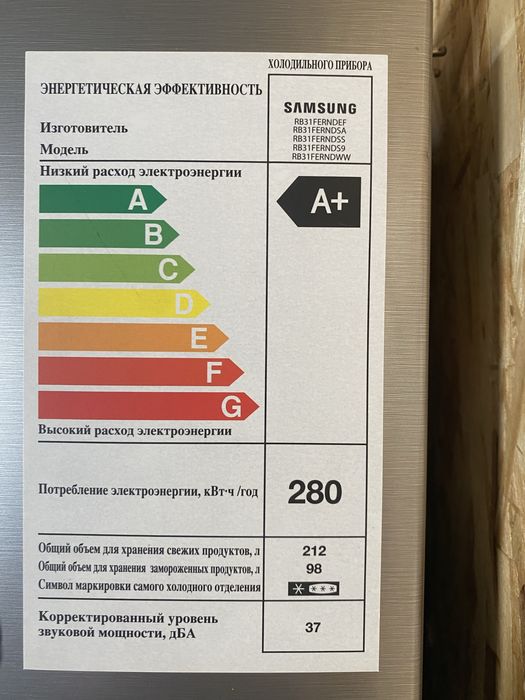 ХОЛОДИЛЬНОГО ПРИБОРА
ЭНЕРГЕТИЧЕСКАЯ ЭФФЕКТИВНОСТЬ
SAMSUNG
RB31FERNDEF
Изготовитель
RB31FERNDSA
RB31FERNDSS
Модель
RB31FERNDS9
RB31FERNDWW
Низкий расход электроэнергии
A
A+
B
C
D
E
F
G
Высокий расход электроэнергии
Потребление электроэнергии, кВт·ч /год 280
Общий объем для хранения свежих продуктов, л 212
Общий объем для хранения замороженных продуктов, л 98
Символ маркировки самого холодного отделения
Корректированный уровень
звуковой мощности, дБА 37